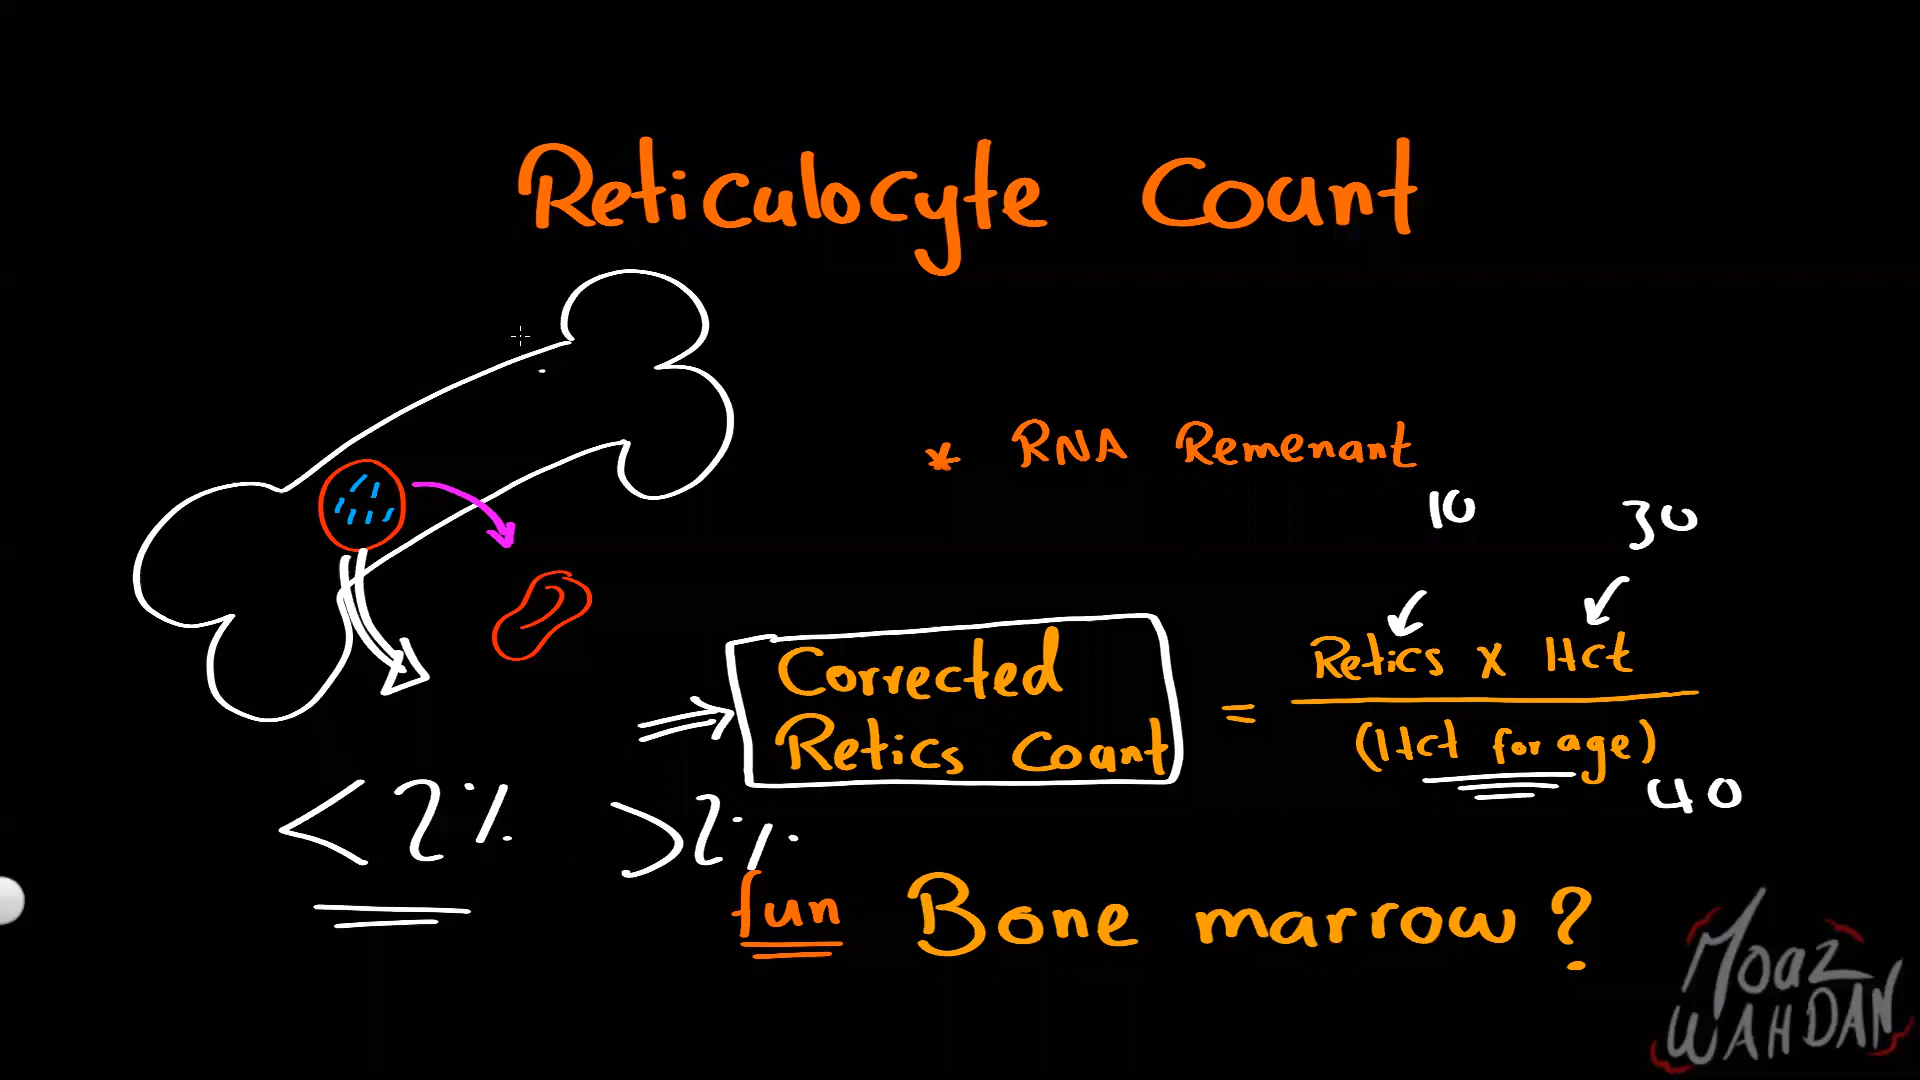 Reticulocyte Count
* RNA Remenant
10 30
Corrected Retics Count = Retics x Hct
(Hct for age)
40
<2% >2%
fun Bone marrow?
MOAZ
WAHDAN